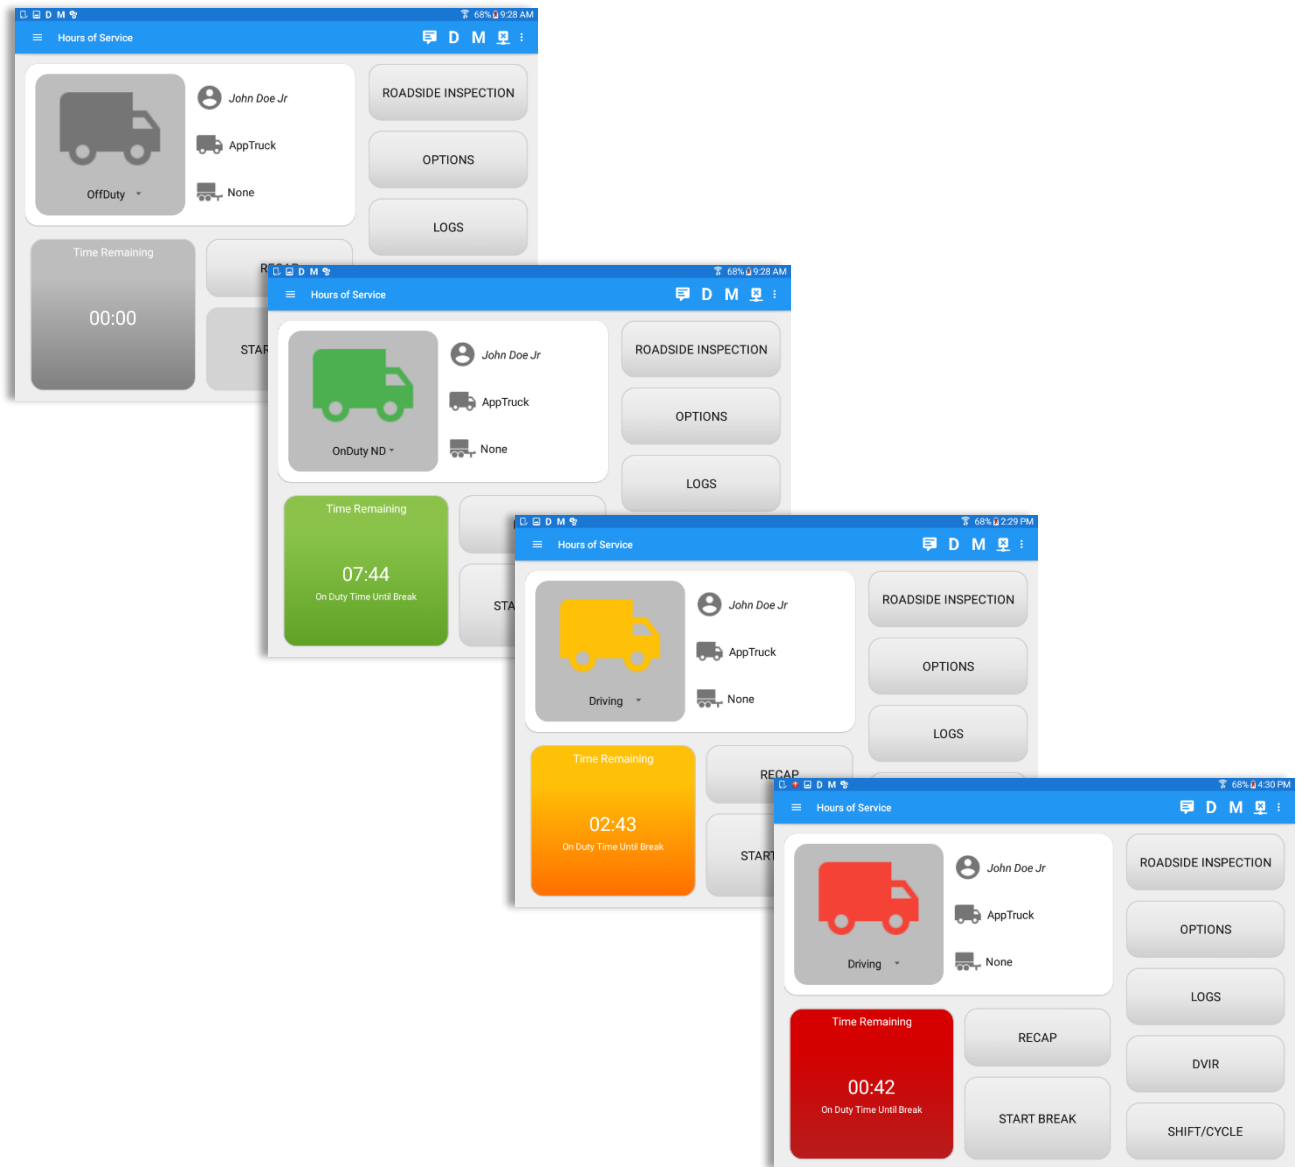 D M 68% 9:28 AM
Hours of Service D M
John Doe Jr
AppTruck
None
OffDuty
ROADSIDE INSPECTION
OPTIONS
LOGS
Time Remaining
00:00
D M 68% 9:28 AM
Hours of Service D M
John Doe Jr
AppTruck
None
OnDuty ND
ROADSIDE INSPECTION
OPTIONS
LOGS
Time Remaining
07:44
On Duty Time Until Break
D M 68% 2:29 PM
Hours of Service D M
John Doe Jr
AppTruck
None
Driving
ROADSIDE INSPECTION
OPTIONS
LOGS
Time Remaining
02:43
On Duty Time Until Break
RECAP
START
D M 68% 4:30 PM
Hours of Service D M
John Doe Jr
AppTruck
None
Driving
ROADSIDE INSPECTION
OPTIONS
LOGS
DVIR
SHIFT/CYCLE
Time Remaining
00:42
On Duty Time Until Break
RECAP
START BREAK